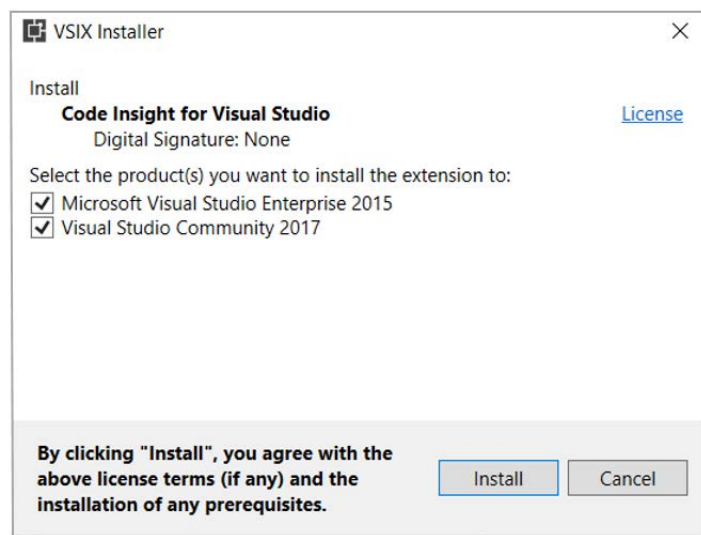 VSIX Installer
Install
Code Insight for Visual Studio
License
Digital Signature: None
Select the product(s) you want to install the extension to:
Microsoft Visual Studio Enterprise 2015
Visual Studio Community 2017
By clicking "Install", you agree with the
above license terms (if any) and the
installation of any prerequisites.
Install
Cancel